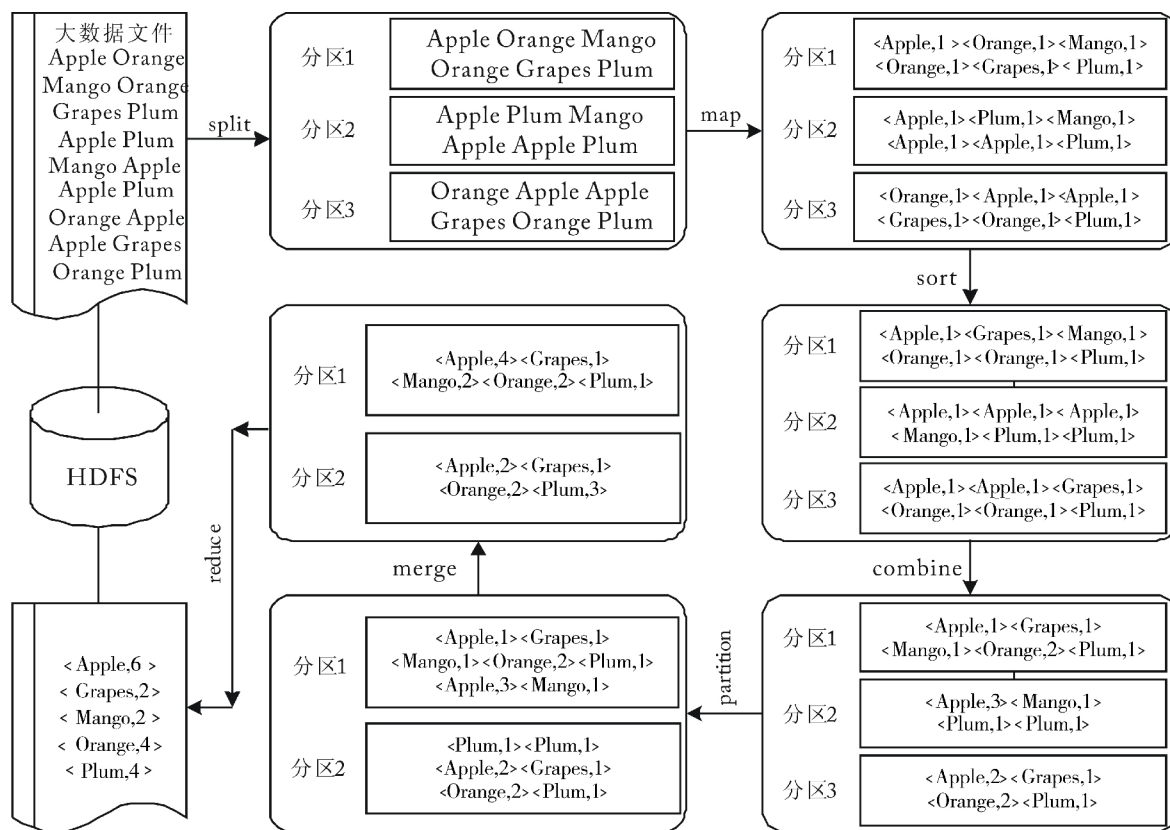 大数据文件
Apple Orange
Mango Orange
Grapes Plum
Apple Plum
Mango Apple
Apple Plum
Orange Apple
Apple Grapes
Orange Plum
split
分区1
Apple Orange Mango
Orange Grapes Plum
分区2
Apple Plum Mango
Apple Apple Plum
分区3
Orange Apple Apple
Grapes Orange Plum
map
分区1
<Apple,1><Orange,1><Mango,1>
<Orange,1><Grapes,1>< Plum,1>
分区2
<Apple,1><Plum,1><Mango,1>
<Apple,1><Apple,1><Plum,1>
分区3
<Orange,1><Apple,1><Apple,1>
<Grapes,1><Orange,1><Plum,1>
sort
分区1
<Apple,1><Grapes,1><Mango,1>
<Orange,1><Orange,1><Plum,1>
分区2
<Apple,1><Apple,1><Apple,1>
<Mango,1><Plum,1><Plum,1>
分区3
<Apple,1><Apple,1><Grapes,1>
<Orange,1><Orange,1><Plum,1>
combine
分区1
<Apple,1><Grapes,1>
<Mango,1><Orange,2><Plum,1>
分区2
<Apple,3><Mango,1>
<Plum,1><Plum,1>
分区3
<Apple,2><Grapes,1>
<Orange,2><Plum,1>
partition
分区1
<Apple,1><Grapes,1>
<Mango,1><Orange,2><Plum,1>
<Apple,3><Mango,1>
分区2
<Plum,1><Plum,1>
<Apple,2><Grapes,1>
<Orange,2><Plum,1>
merge
分区1
<Apple,4><Grapes,1>
<Mango,2><Orange,2><Plum,1>
分区2
<Apple,2><Grapes,1>
<Orange,2><Plum,3>
reduce
HDFS
< Apple,6 >
< Grapes,2>
< Mango,2 >
< Orange,4>
< Plum,4 >